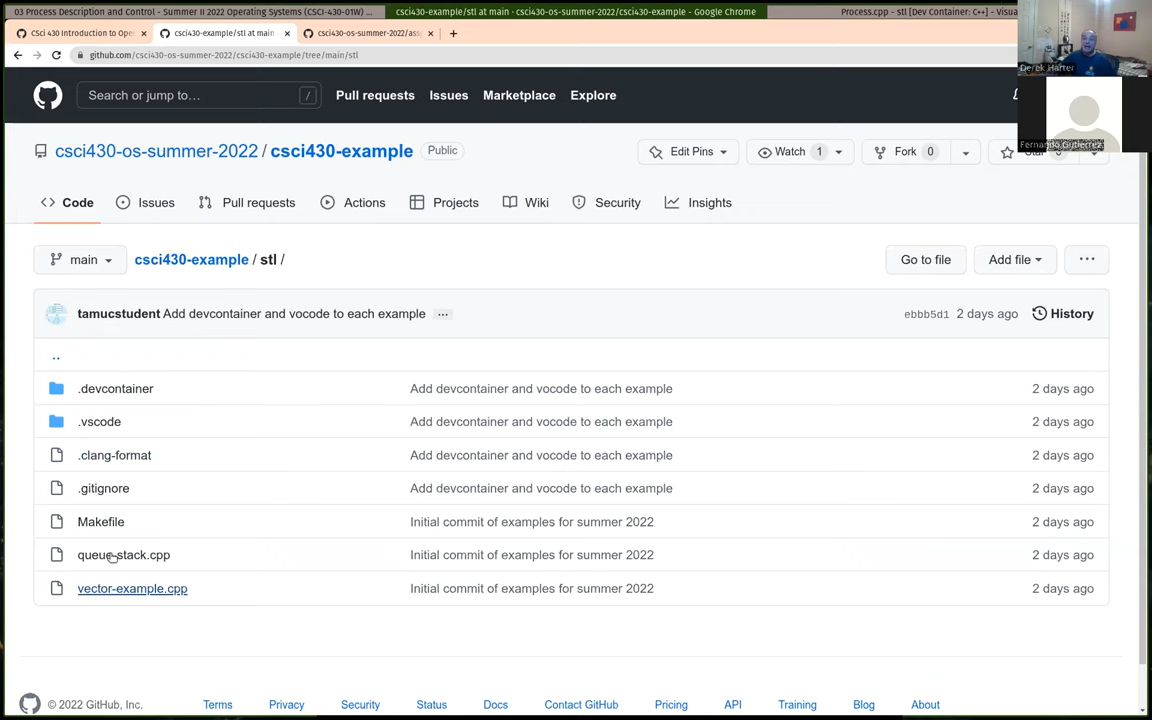 03 Process Description and Control - Summer II 2022 Operating Systems (CSCI-430-01W) ...
csci430-example/stl at main · csci430-os-summer-2022/csci430-example - Google Chrome
Process.cpp - stl [Dev Container: C++] - Visua
CSci 430 Introduction to Ope
csci430-example/stl at main
csci430-os-summer-2022/ass
github.com/csci430-os-summer-2022/csci430-example/tree/main/stl
Derek Harter
Search or jump to...
/
Pull requests
Issues
Marketplace
Explore
Fernando Gutierrez
csci430-os-summer-2022 / csci430-example
Public
Edit Pins
Watch 1
Fork 0
Star 0
Code
Issues
Pull requests
Actions
Projects
Wiki
Security
Insights
main
csci430-example / stl /
Go to file
Add file
...
tamucstudent Add devcontainer and vocode to each example ...
ebbb5d1 2 days ago
History
..
.devcontainer Add devcontainer and vocode to each example 2 days ago
.vscode Add devcontainer and vocode to each example 2 days ago
.clang-format Add devcontainer and vocode to each example 2 days ago
.gitignore Add devcontainer and vocode to each example 2 days ago
Makefile Initial commit of examples for summer 2022 2 days ago
queue-stack.cpp Initial commit of examples for summer 2022 2 days ago
vector-example.cpp Initial commit of examples for summer 2022 2 days ago
© 2022 GitHub, Inc.
Terms
Privacy
Security
Status
Docs
Contact GitHub
Pricing
API
Training
Blog
About